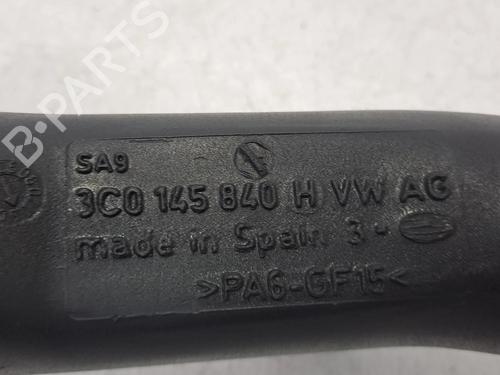 B-PARTS
SA9
3C0 145 840 H VW AG
made in Spain 3-
>PA6-GF15<